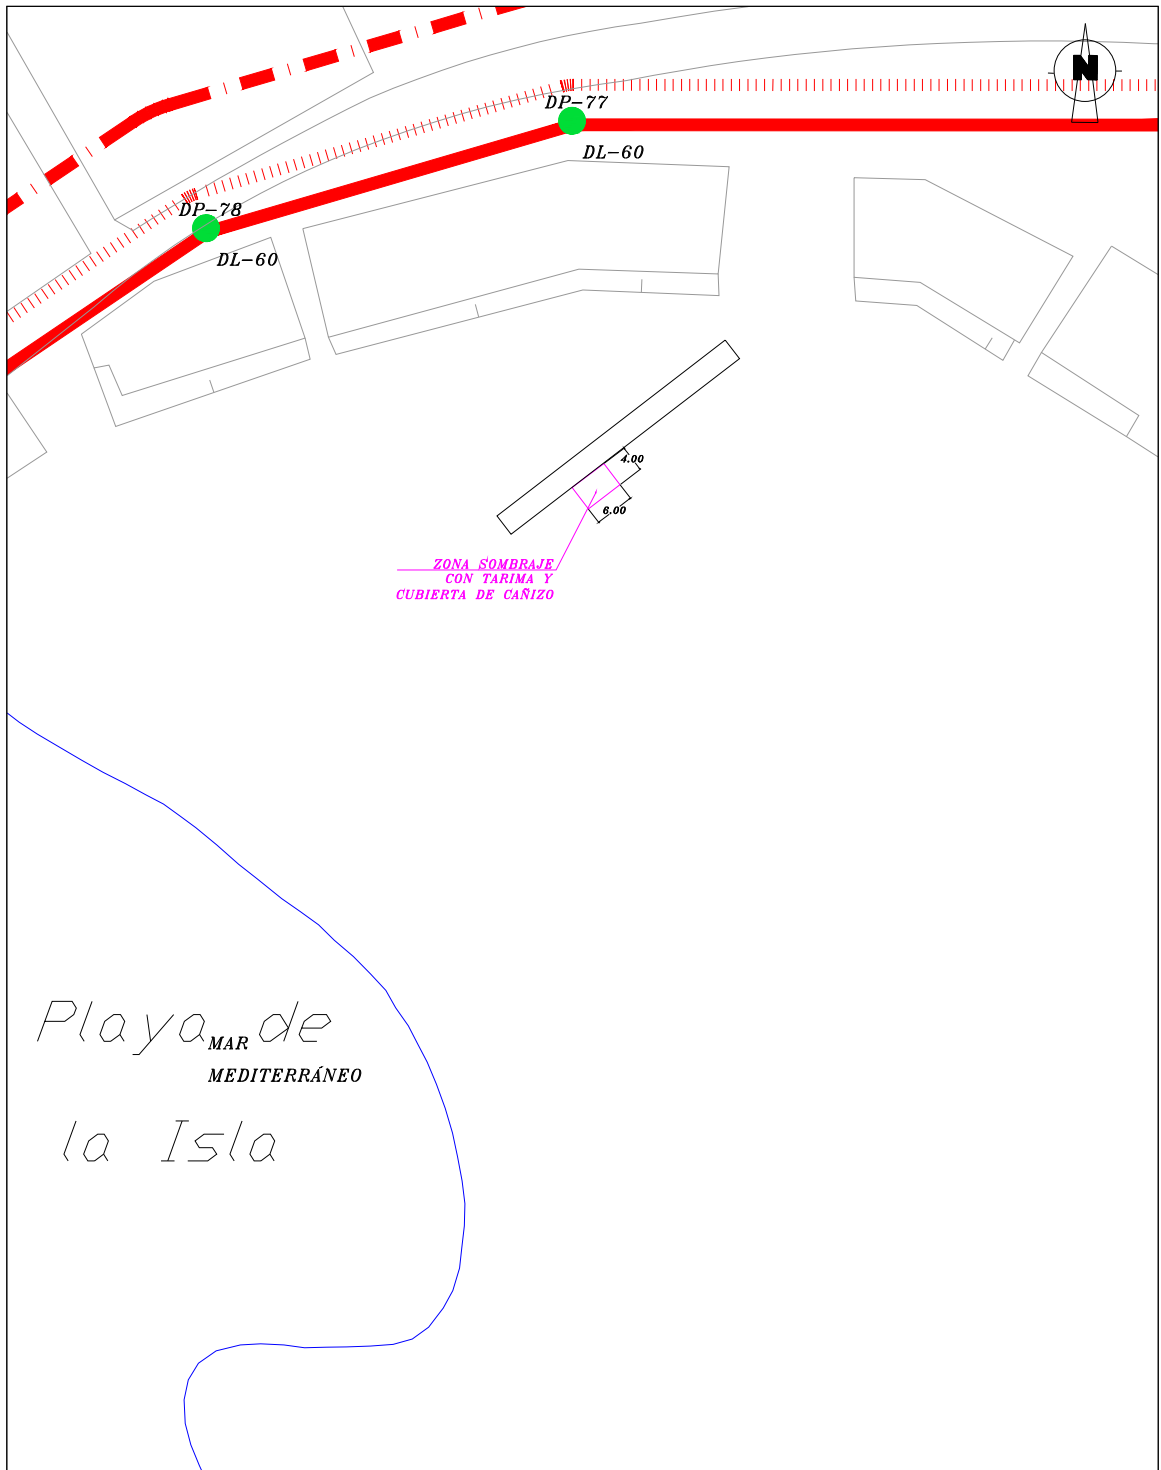 N
DP-77
DL-60
DP-78
DL-60
4.00
6.00
ZONA SOMBRAJE
CON TARIMA Y
CUBIERTA DE CAÑIZO
Playa de
MAR
MEDITERRÁNEO
la Isla